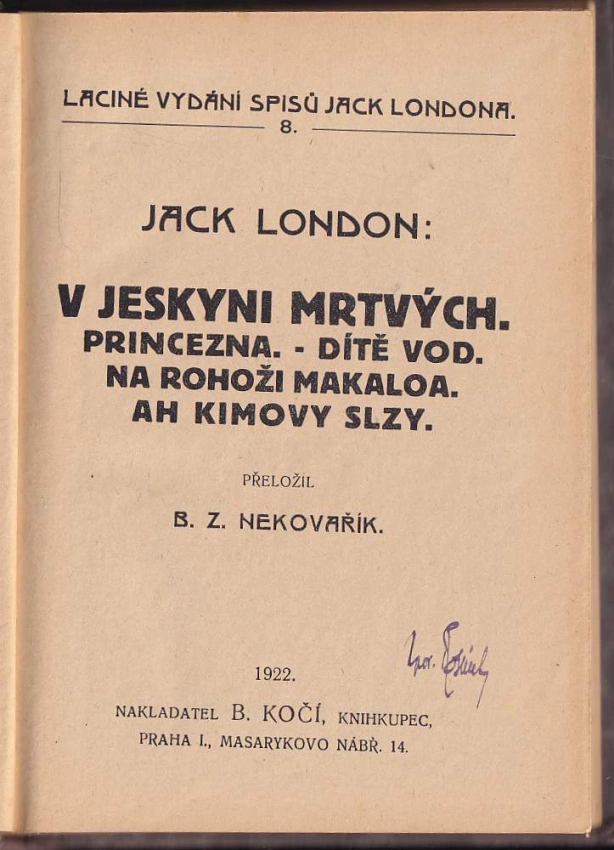 LACINÉ VYDÁNÍ SPISŮ JACK LONDONA.
8.
JACK LONDON:
V JESKYNI MRTVÝCH.
PRINCEZNA. - DÍTĚ VOD.
NA ROHOŽI MAKALOA.
AH KIMOVY SLZY.
PŘELOŽIL
B. Z. NEKOVAŘÍK.
1922.
NAKLADATEL B. KOČÍ, KNIHKUPEC,
PRAHA I., MASARYKOVO NÁBŘ. 14.